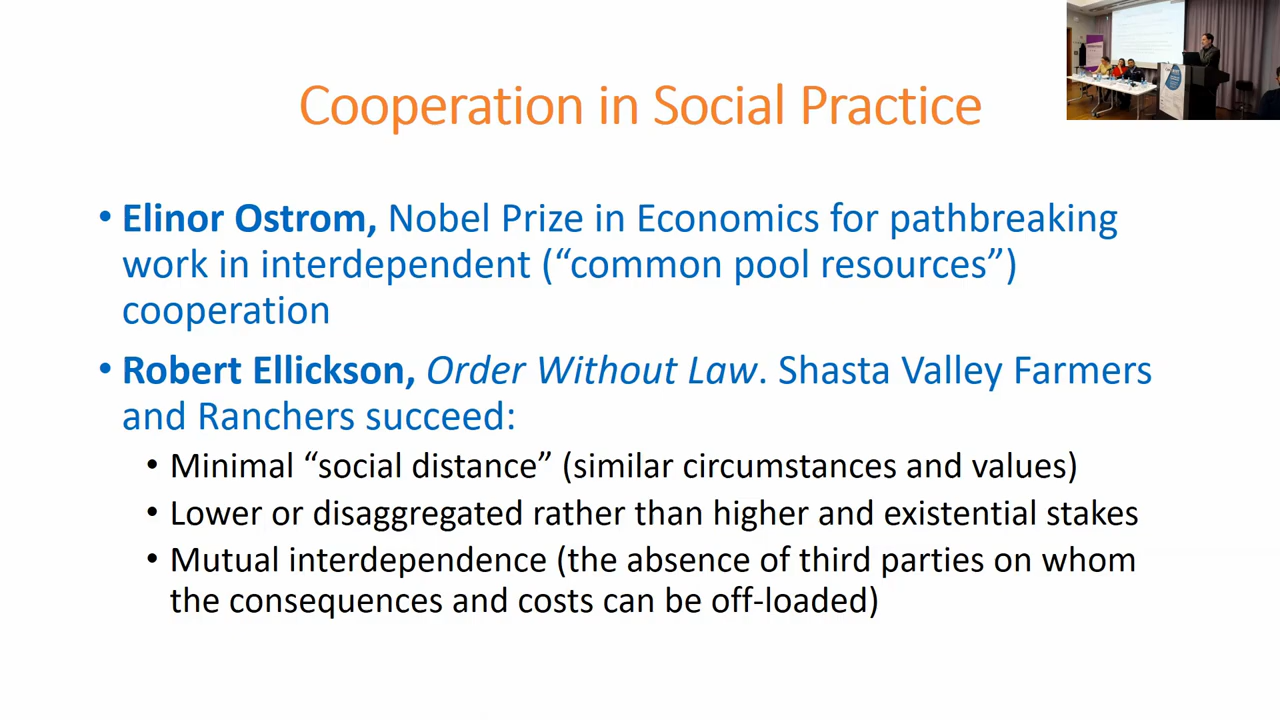 Cooperation in Social Practice
• Elinor Ostrom, Nobel Prize in Economics for pathbreaking
work in interdependent (“common pool resources”)
cooperation
• Robert Ellickson, Order Without Law. Shasta Valley Farmers
and Ranchers succeed:
• Minimal “social distance” (similar circumstances and values)
• Lower or disaggregated rather than higher and existential stakes
• Mutual interdependence (the absence of third parties on whom
the consequences and costs can be off-loaded)